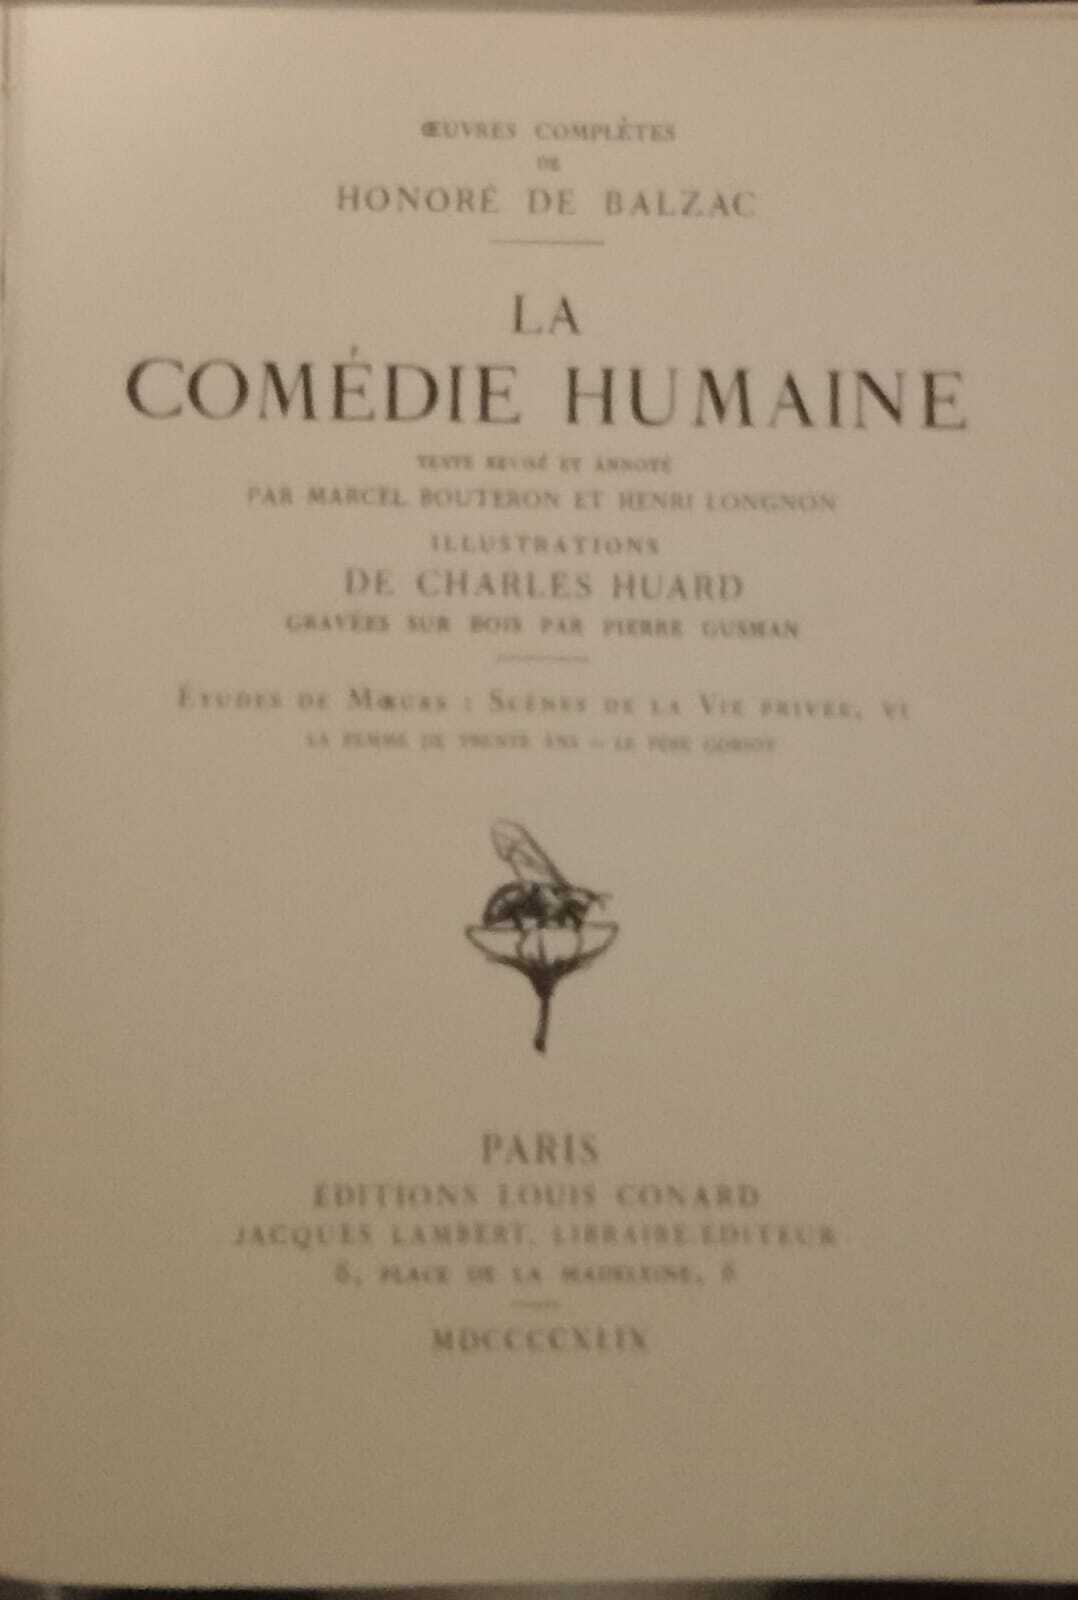 ŒUVRES COMPLÈTES
DE
HONORÉ DE BALZAC
LA
COMÉDIE HUMAINE
TEXTE REVISÉ ET ANNOTÉ
PAR MARCEL BOUTERON ET HENRI LONGNON
ILLUSTRATIONS
DE CHARLES HUARD
GRAVÉES SUR BOIS PAR PIERRE GUSMAN
ÉTUDES DE MŒURS : SCÈNES DE LA VIE PRIVÉE, VI
LA FEMME DE TRENTE ANS – LE PÈRE GORIOT
PARIS
ÉDITIONS LOUIS CONARD
JACQUES LAMBERT, LIBRAIRE-ÉDITEUR
6, PLACE DE LA MADELEINE, 6
MDCCCCXLIX